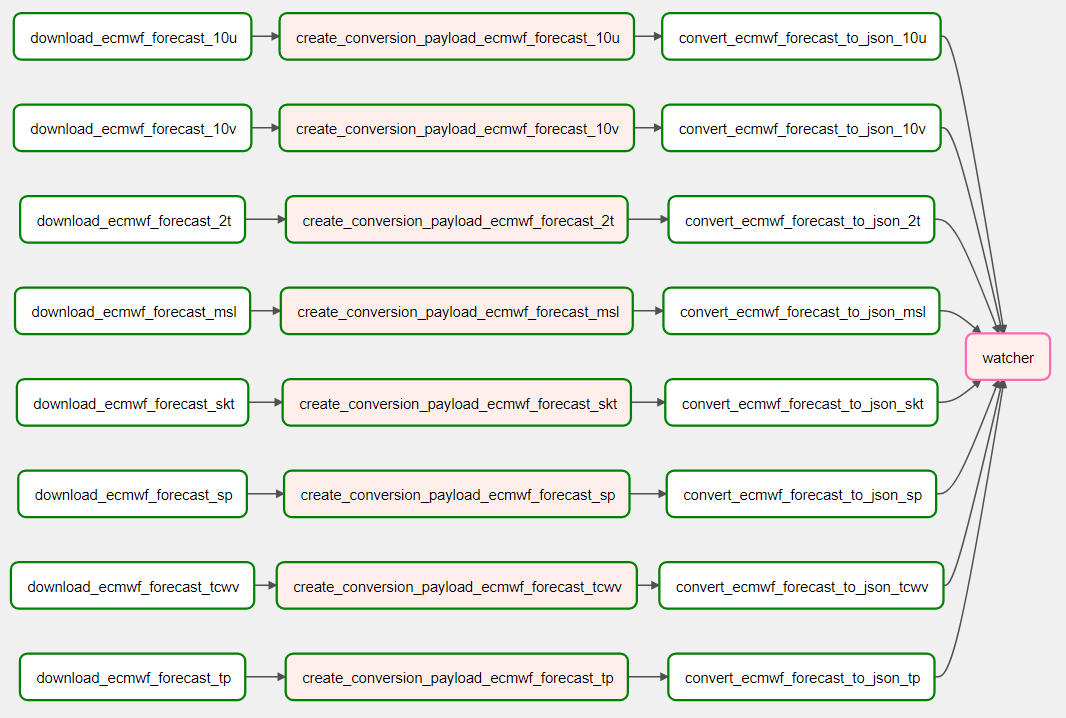 download_ecmwf_forecast_10u create_conversion_payload_ecmwf_forecast_10u convert_ecmwf_forecast_to_json_10u
download_ecmwf_forecast_10v create_conversion_payload_ecmwf_forecast_10v convert_ecmwf_forecast_to_json_10v
download_ecmwf_forecast_2t create_conversion_payload_ecmwf_forecast_2t convert_ecmwf_forecast_to_json_2t
download_ecmwf_forecast_msl create_conversion_payload_ecmwf_forecast_msl convert_ecmwf_forecast_to_json_msl
watcher
download_ecmwf_forecast_skt create_conversion_payload_ecmwf_forecast_skt convert_ecmwf_forecast_to_json_skt
download_ecmwf_forecast_sp create_conversion_payload_ecmwf_forecast_sp convert_ecmwf_forecast_to_json_sp
download_ecmwf_forecast_tcwv create_conversion_payload_ecmwf_forecast_tcwv convert_ecmwf_forecast_to_json_tcwv
download_ecmwf_forecast_tp create_conversion_payload_ecmwf_forecast_tp convert_ecmwf_forecast_to_json_tp